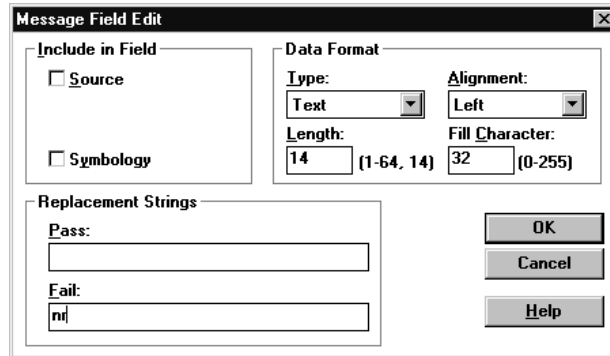 Message Field Edit
Include in Field
Source
Symbology
Data Format
Type:
Alignment:
Text
Left
Length:
Fill Character:
14
(1-64, 14)
32
(0-255)
Replacement Strings
Pass:
Fail:
nr
OK
Cancel
Help